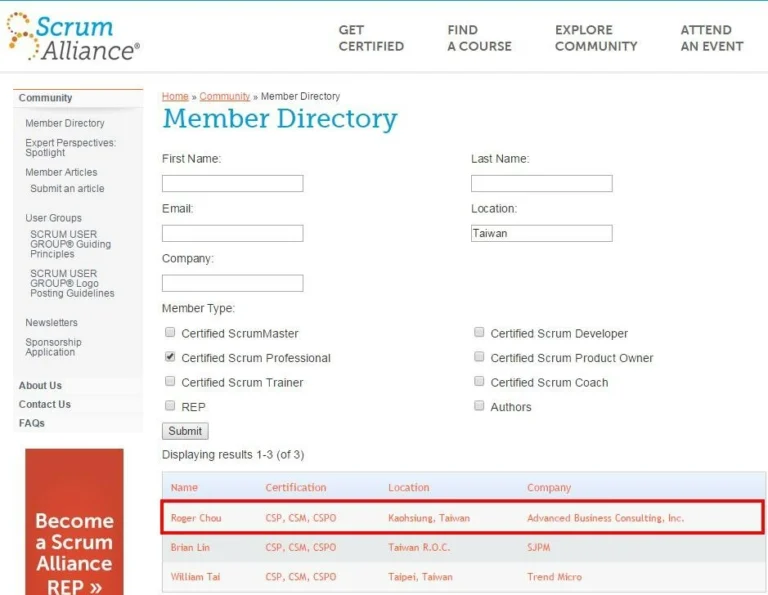 Scrum
Alliance®
GET
CERTIFIED
FIND
A COURSE
EXPLORE
COMMUNITY
ATTEND
AN EVENT
Community
Member Directory
Expert Perspectives:
Spotlight
Member Articles
Submit an article
User Groups
SCRUM USER
GROUP® Guiding
Principles
SCRUM USER
GROUP® Logo
Posting Guidelines
Newsletters
Sponsorship
Application
About Us
Contact Us
FAQs
Become
a Scrum
Alliance
REP »
Home » Community » Member Directory
Member Directory
First Name:
Last Name:
Email:
Location:
Taiwan
Company:
Member Type:
Certified ScrumMaster
Certified Scrum Developer
Certified Scrum Professional
Certified Scrum Product Owner
Certified Scrum Trainer
Certified Scrum Coach
REP
Authors
Submit
Displaying results 1-3 (of 3)
Name Certification Location Company
Roger Chou CSP, CSM, CSPO Kaohsiung, Taiwan Advanced Business Consulting, Inc.
Brian Lin CSP, CSM, CSPO Taiwan R.O.C. SJPM
William Tai CSP, CSM, CSPO Taipei, Taiwan Trend Micro